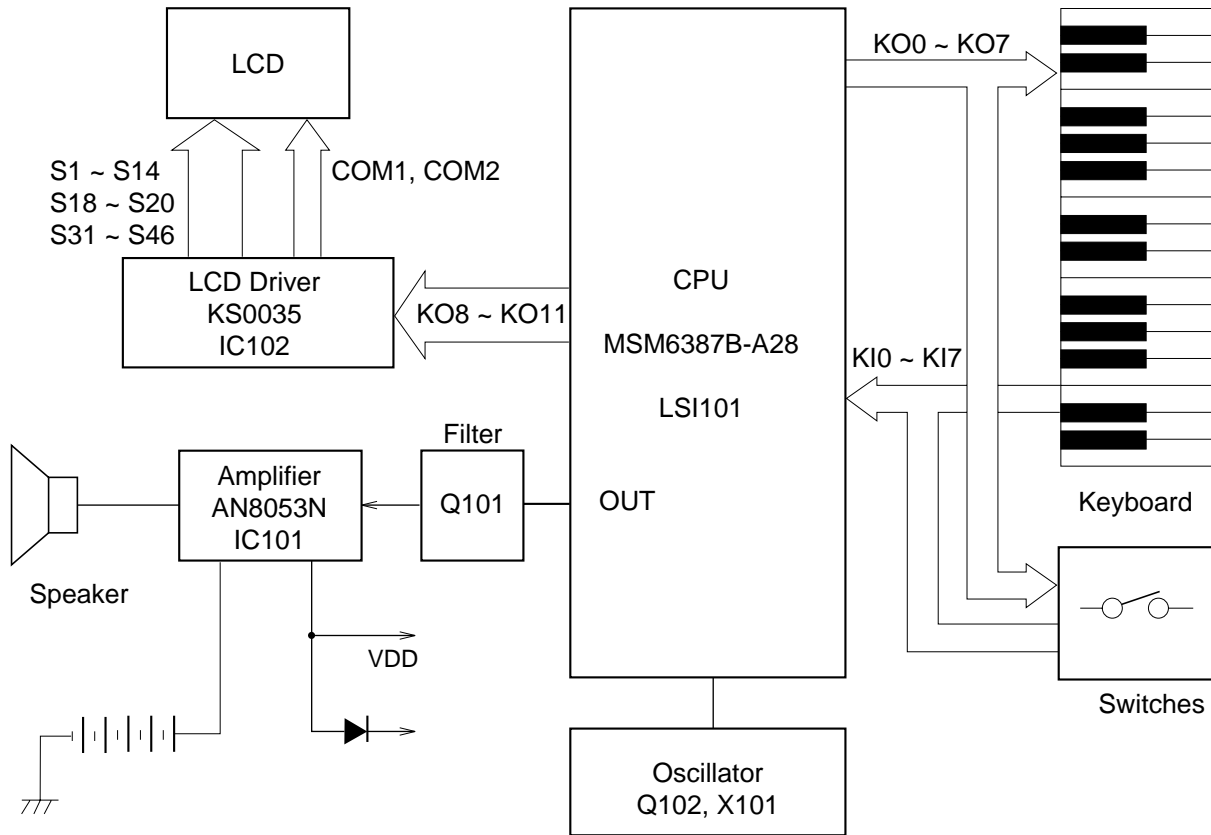 LCD
KO0 ~ KO7
S1 ~ S14
S18 ~ S20
S31 ~ S46
COM1, COM2
LCD Driver
KS0035
IC102
KO8 ~ KO11
CPU
MSM6387B-A28
LSI101
KI0 ~ KI7
Filter
Amplifier
AN8053N
IC101
Q101
OUT
Keyboard
Speaker
VDD
Switches
Oscillator
Q102, X101